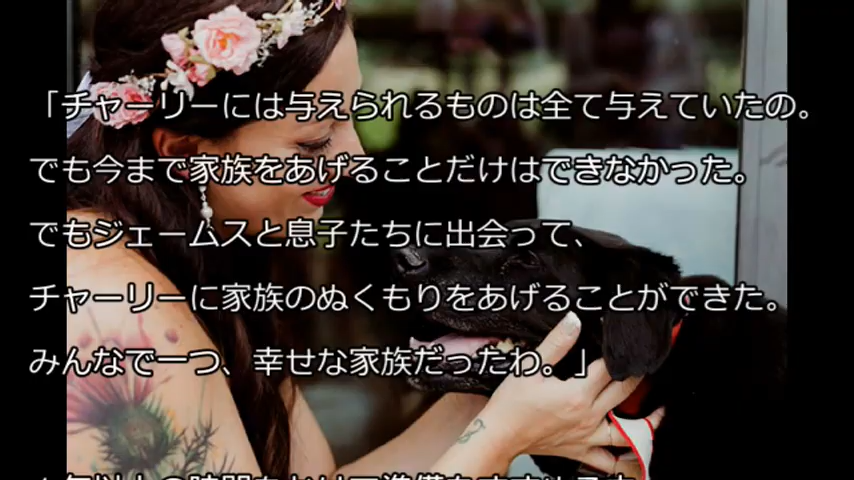 「チャーリーには与えられるものは全て与えていたの。
でも今まで家族をあげることだけはできなかった。
でもジェームスと息子たちに出会って、
チャーリーに家族のぬくもりをあげることができた。
みんなで一つ、幸せな家族だったわ。」